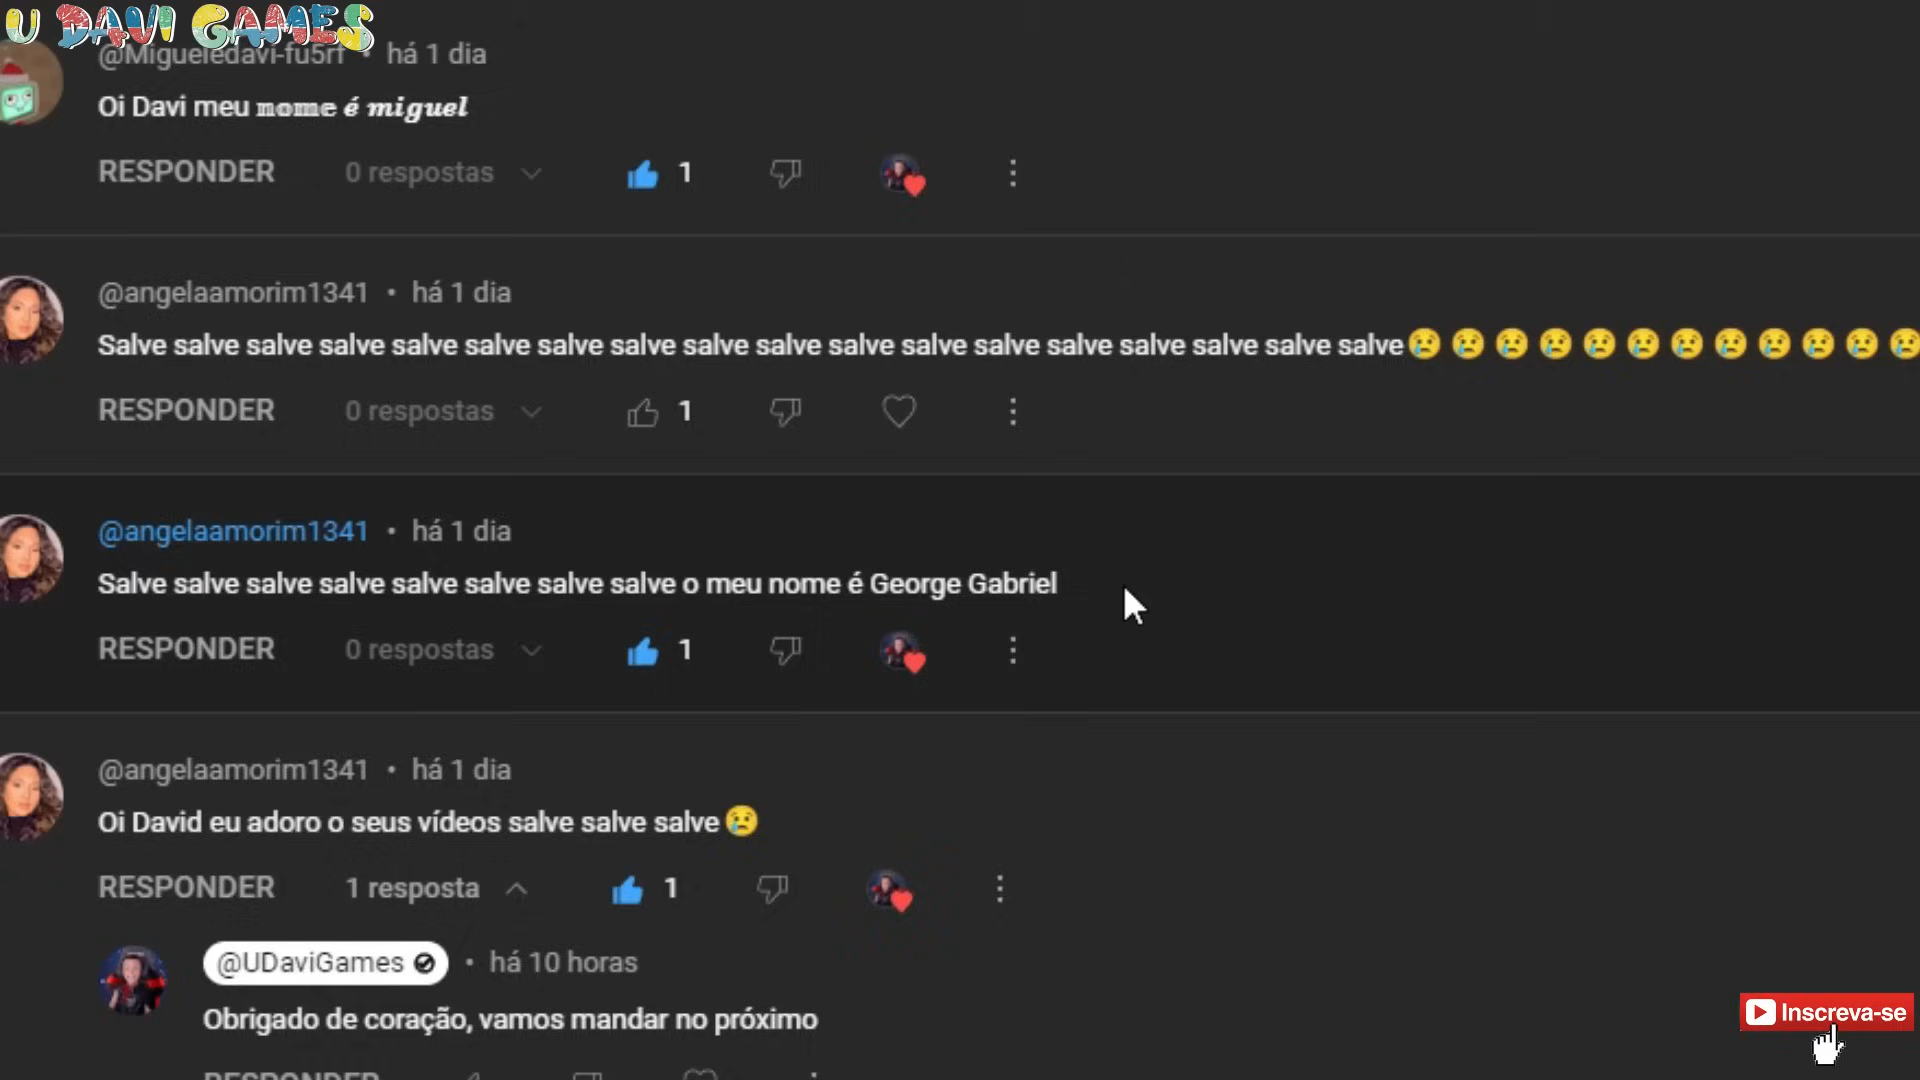 U DAVI GAMES
@Migueledavi-fu5rf • há 1 dia
Oi Davi meu nome é miguel
RESPONDER 0 respostas 1
@angelaamorim1341 • há 1 dia
Salve salve salve salve salve salve salve salve salve salve salve salve salve salve salve salve salve salve😢😢😢😢😢😢😢😢😢😢😢😢
RESPONDER 0 respostas 1
@angelaamorim1341 • há 1 dia
Salve salve salve salve salve salve salve salve o meu nome é George Gabriel
RESPONDER 0 respostas 1
@angelaamorim1341 • há 1 dia
Oi David eu adoro o seus vídeos salve salve salve😢
RESPONDER 1 resposta 1
@UDaviGames • há 10 horas
Obrigado de coração, vamos mandar no próximo
Inscreva-se
RESPONDER